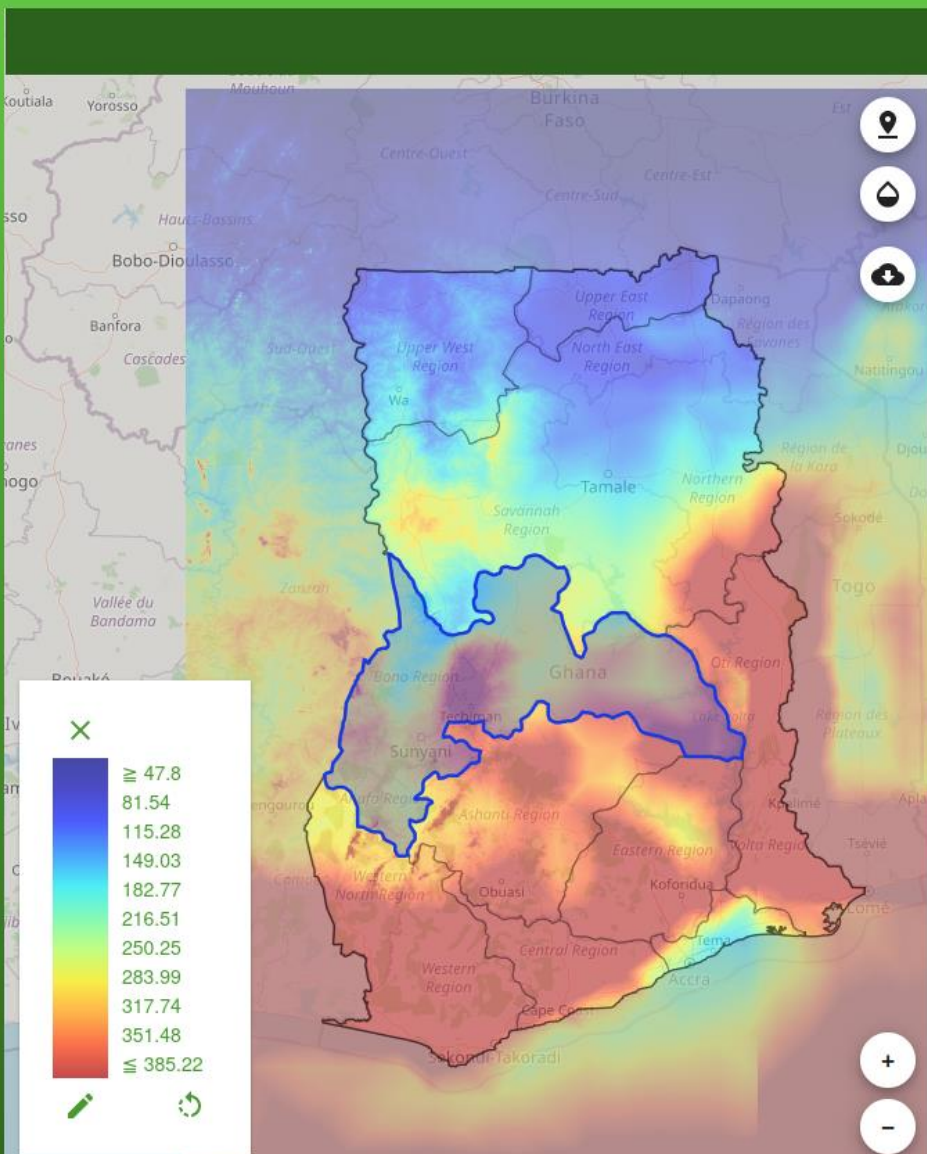 Mouhoun
Koutiala
Yorosso
Burkina
Faso
Est
Centre-Ouest
Centre-Est
Centre-Sud
sso
Hauts-Bassins
Bobo-Dioulasso
Upper East
Region
Dapaong
Banfora
Région des
Savanes
Sud-Ouest
Upper West
Region
North East
Region
Cascades
Natitingou
Wa
anes
Région de
la Kara
Djou
ogo
Tamale
Northern
Region
Savannah
Region
Sokodé
Zanzan
Togo
Vallée du
Bandama
Oti Region
Bono Region
Ghana
Techiman
Lake Volta
Région des
Plateaux
Sunyani
Ahafo Region
Kpalimé
Ashanti Region
Eastern Region
Volta Region
Tsévié
Western
North Region
Obuasi
Koforidua
Lomé
Central Region
Tema
Western
Region
Accra
Cape Coast
Sekondi-Takoradi
≧ 47.8
81.54
115.28
149.03
182.77
216.51
250.25
283.99
317.74
351.48
≦ 385.22
+
−